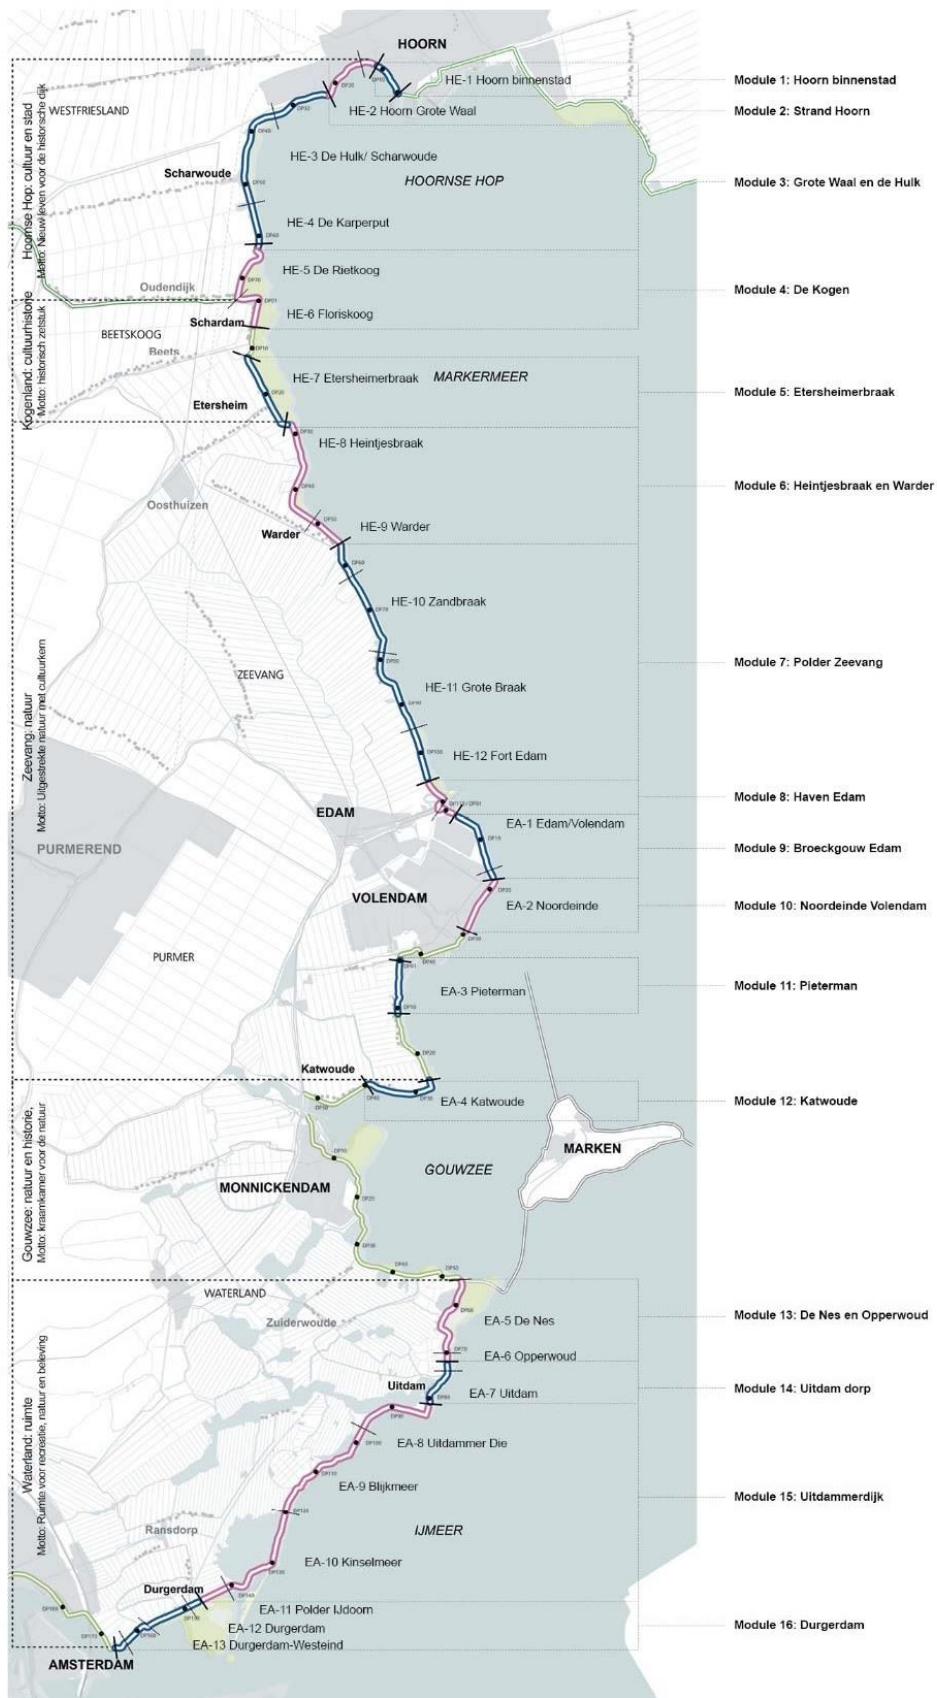 HOORN
HE-1 Hoorn binnenstad
Module 1: Hoorn binnenstad
WESTFRIESLAND
HE-2 Hoorn Grote Waal
Module 2: Strand Hoorn
Hoornse Hop: cultuur en stad
Motto: Nieuw leven voor de historische dijk
HE-3 De Hulk/ Scharwoude
Scharwoude
HOORNSE HOP
Module 3: Grote Waal en de Hulk
HE-4 De Karperput
HE-5 De Rietkoog
Oudendijk
Module 4: De Kogen
HE-6 Floriskoog
Schardam
BEETSKOOG
Beets
Kogenland: cultuurhistorie
Motto: historisch zetstuk
HE-7 Etersheimerbraak
MARKERMEER
Module 5: Etersheimerbraak
Etersheim
HE-8 Heintjesbraak
Module 6: Heintjesbraak en Warder
Oosthuizen
HE-9 Warder
Warder
HE-10 Zandbraak
Module 7: Polder Zeevang
ZEEVANG
HE-11 Grote Braak
Zeevang: natuur
Motto: Uitgestrekte natuur met cultuurkern
HE-12 Fort Edam
Module 8: Haven Edam
EDAM
EA-1 Edam/Volendam
PURMEREND
Module 9: Broeckgouw Edam
VOLENDAM
EA-2 Noordeinde
Module 10: Noordeinde Volendam
PURMER
EA-3 Pieterman
Module 11: Pieterman
Katwoude
EA-4 Katwoude
Module 12: Katwoude
Gouwzee: natuur en historie,
Motto: kraamkamer voor de natuur
MARKEN
GOUWZEE
MONNICKENDAM
WATERLAND
Zuiderwoude
EA-5 De Nes
Module 13: De Nes en Opperwoud
EA-6 Opperwoud
Uitdam
EA-7 Uitdam
Module 14: Uitdam dorp
Waterland: ruimte
Motto: Ruimte voor recreatie, natuur en beleving
EA-8 Uitdammer Die
EA-9 Blijkmeer
Module 15: Uitdammerdijk
Ransdorp
IJMEER
EA-10 Kinselmeer
Durgerdam
EA-11 Polder IJdoorn
EA-12 Durgerdam
Module 16: Durgerdam
EA-13 Durgerdam-Westeind
AMSTERDAM